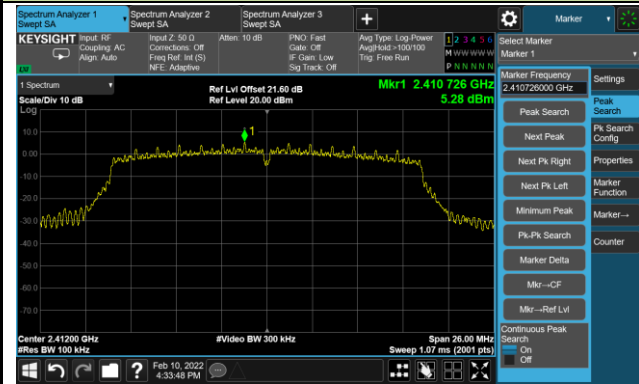 Spectrum Analyzer 1
Swept SA
Spectrum Analyzer 2
Swept SA
Spectrum Analyzer 3
Swept SA
+
Marker
KEYSIGHT
Input: RF
Coupling: AC
Align: Auto
Input Z: 50 Ω
Corrections: Off
Freq Ref: Int (S)
NFE: Adaptive
Atten: 10 dB
PNO: Fast
Gate: Off
IF Gain: Low
Sig Track: Off
Avg Type: Log-Power
Avg|Hold >100/100
Trig: Free Run
1 2 3 4 5 6
M W W W W W
P N N N N N
Select Marker
Marker 1
LXI
1 Spectrum
Scale/Div 10 dB
Log
Ref Lvl Offset 21.60 dB
Ref Level 20.00 dBm
Mkr1 2.410 726 GHz
5.28 dBm
10.0
0.00
-10.0
-20.0
-30.0
-40.0
-50.0
-60.0
-70.0
1
Center 2.41200 GHz
#Res BW 100 kHz
#Video BW 300 kHz
Span 26.00 MHz
Sweep 1.07 ms (2001 pts)
Marker Frequency
2.410726000 GHz
Peak Search
Next Peak
Next Pk Right
Next Pk Left
Minimum Peak
Pk-Pk Search
Marker Delta
Mkr→CF
Mkr→Ref Lvl
Continuous Peak
Search
On
Off
Settings
Peak
Search
Pk Search
Config
Properties
Marker
Function
Marker→
Counter
?
Feb 10, 2022
4:33:48 PM